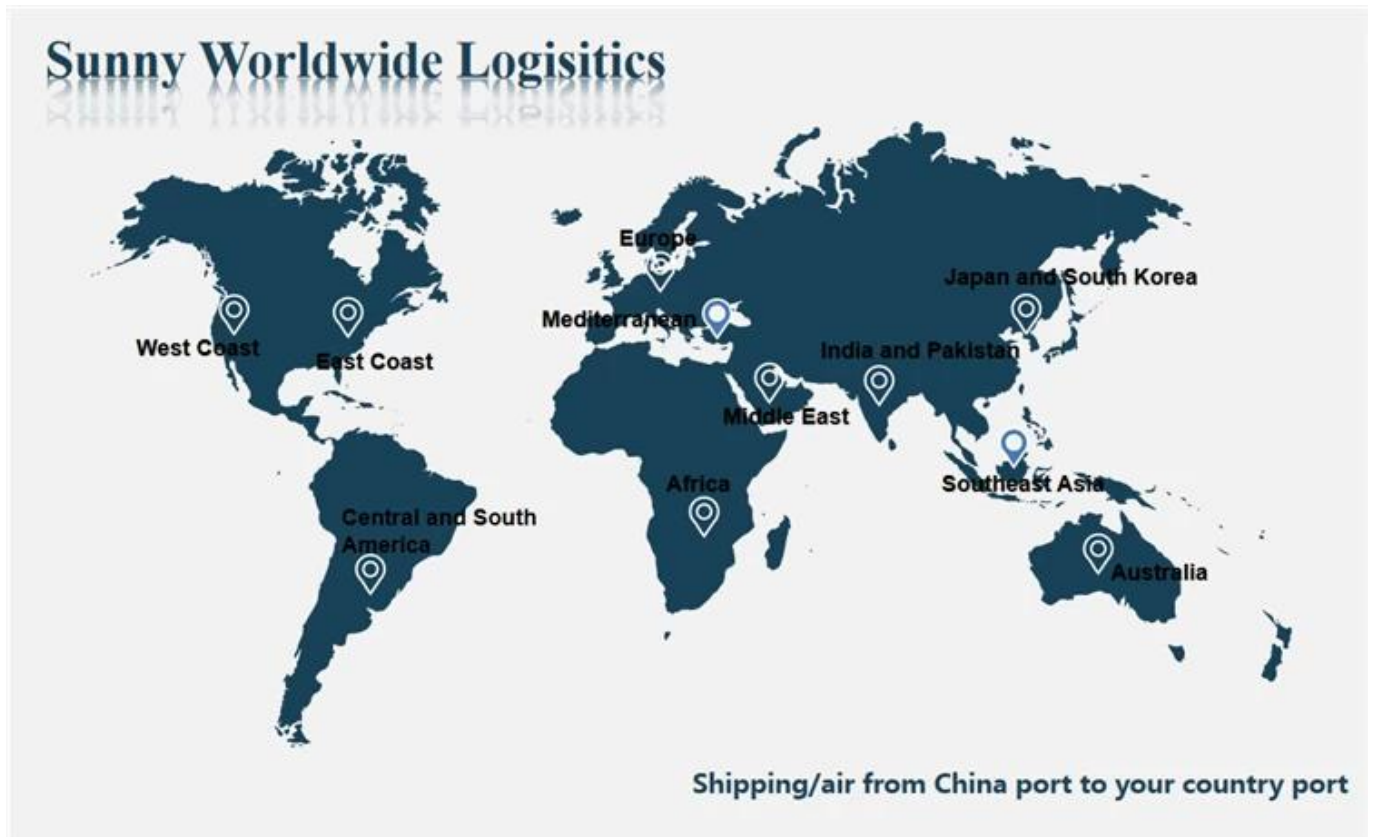 Sunny Worldwide Logisitics
Europe
Japan and South Korea
Mediterranean
West Coast
East Coast
India and Pakistan
Middle East
Africa
Southeast Asia
Central and South
America
Australia
Shipping/air from China port to your country port